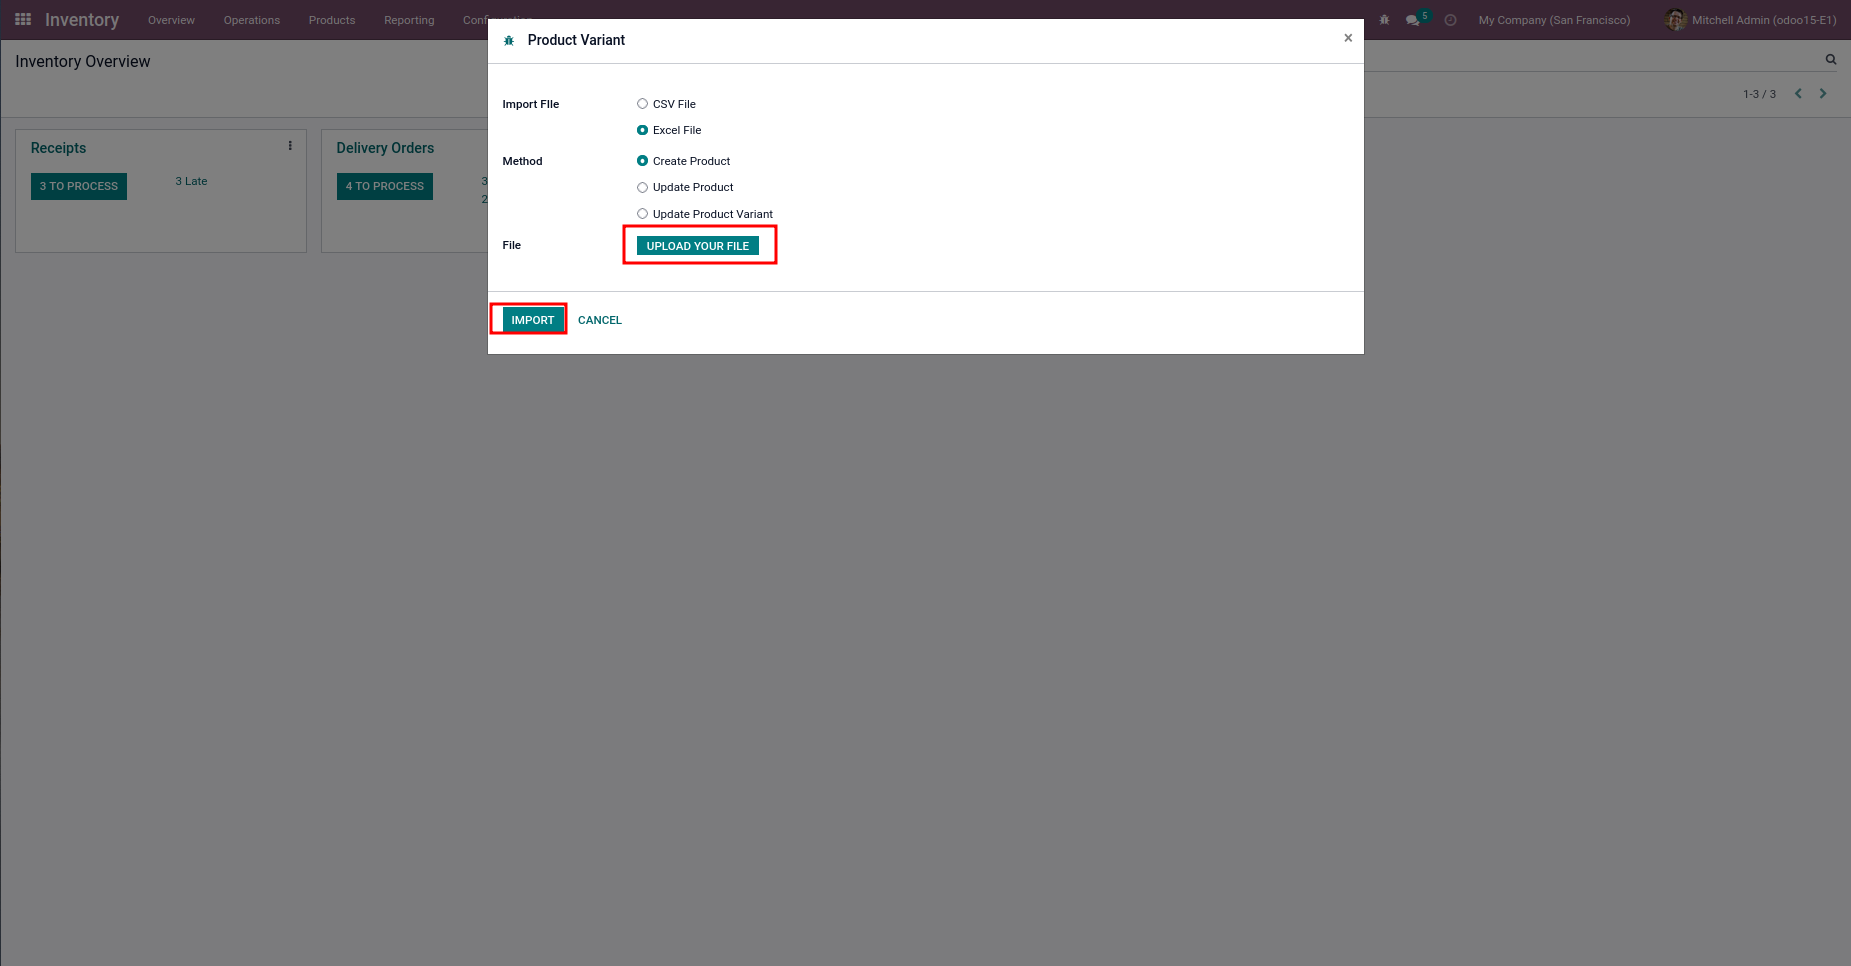 Inventory Overview Operations Products Reporting 5 My Company (San Francisco) Mitchell Admin (odoo15-E1)
Inventory Overview
1-3 / 3
Receipts
3 TO PROCESS 3 Late
Delivery Orders
4 TO PROCESS 3
2
Product Variant ×
Import FIle CSV File
Excel File
Method Create Product
Update Product
Update Product Variant
File UPLOAD YOUR FILE
IMPORT CANCEL